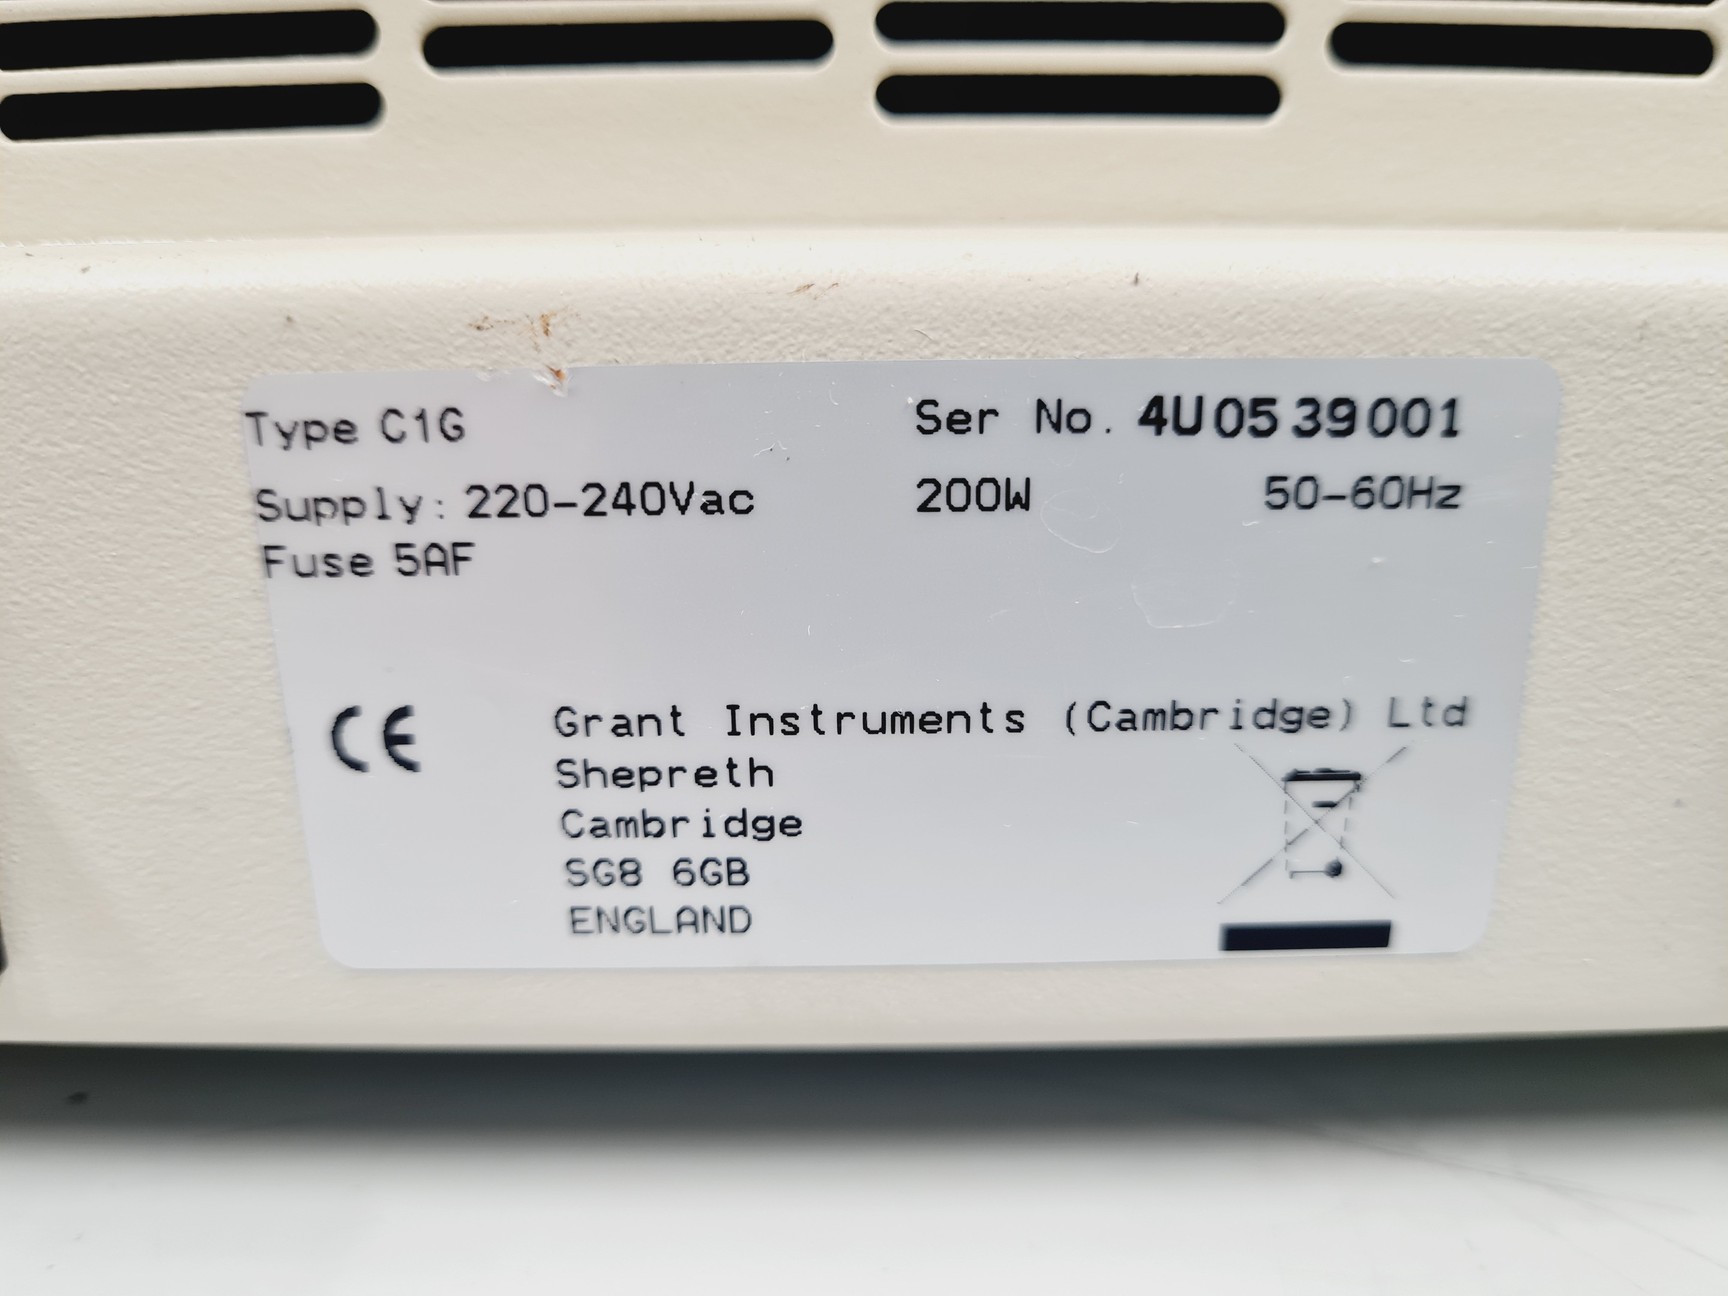 Type C1G Ser No. 4U0539001
Supply: 220-240Vac 200W 50-60Hz
Fuse 5AF
CE Grant Instruments (Cambridge) Ltd
Shepreth
Cambridge
SG8 6GB
ENGLAND